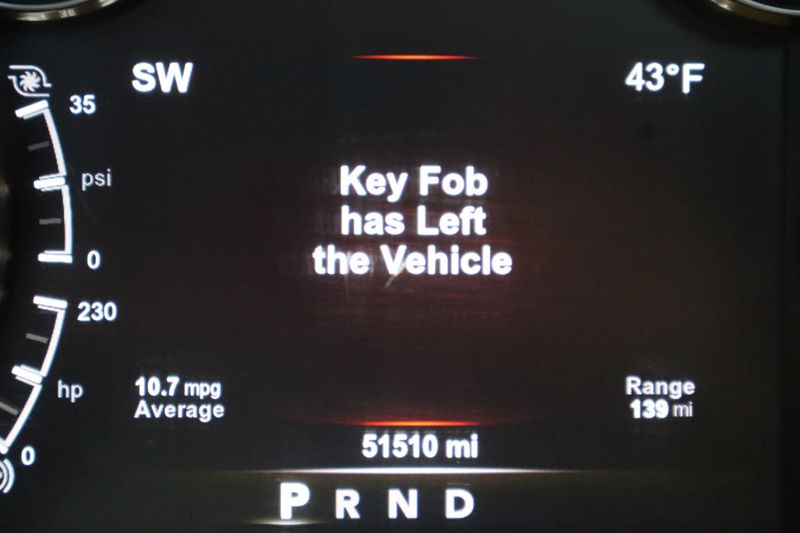 SW
43°F
35
psi
0
Key Fob
has Left
the Vehicle
230
hp
0
10.7 mpg
Average
Range
139 mi
51510 mi
P R N D